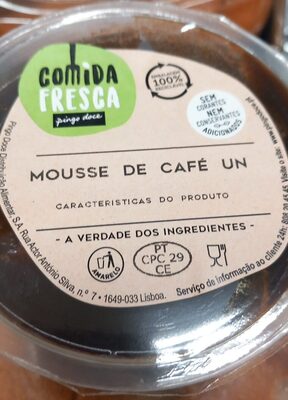 COMIDA
FRESCA
pingo doce
EMBALAGEM
100%
RECICLÁVEL
SEM
CORANTES
NEM
CONSERVANTES
ADICIONADOS
MOUSSE DE CAFÉ UN
CARACTERISTICAS DO PRODUTO
- A VERDADE DOS INGREDIENTES -
AMARELO
PT
CPC 29
CE
Pingo Doce Distribuição Alimentar, S.A. Rua Actor António Silva, n.º 7 • 1649-033 Lisboa.
Serviço de informação ao cliente 24h: